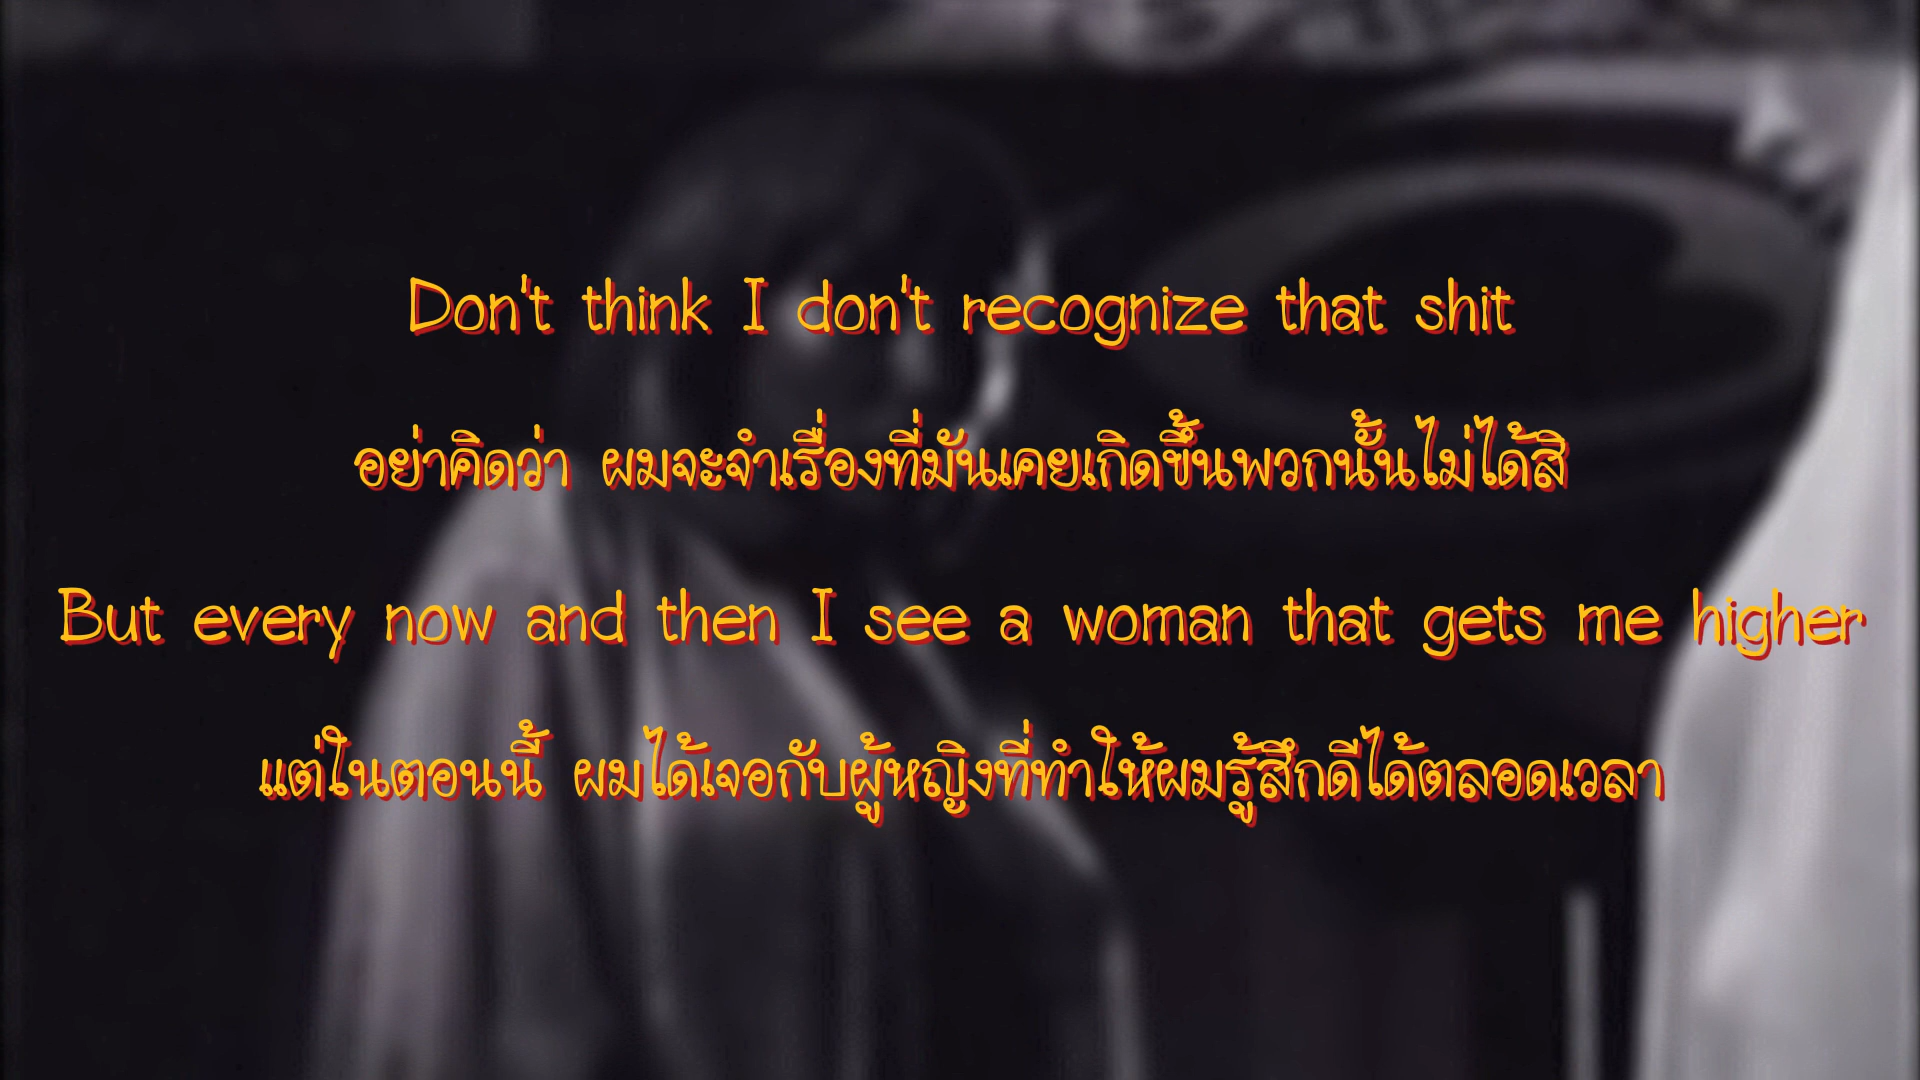 Don't think I don't recognize that shit
อย่าคิดว่า ผมจะจำเรื่องที่มันเคยเกิดขึ้นพวกนั้นไม่ได้สิ
But every now and then I see a woman that gets me higher
แต่ในตอนนี้ ผมได้เจอกับผู้หญิงที่ทำให้ผมรู้สึกดีได้ตลอดเวลา